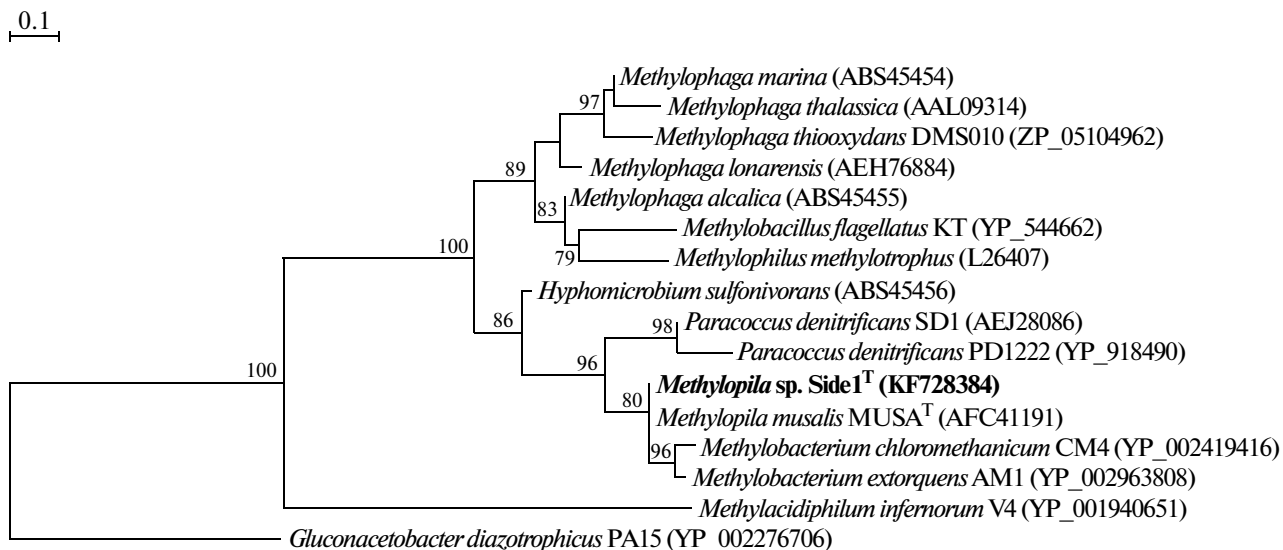 0.1
Methylophaga marina (ABS45454)
97
Methylophaga thalassica (AAL09314)
Methylophaga thiooxydans DMS010 (ZP_05104962)
89
Methylophaga lonarensis (AEH76884)
Methylophaga alcalica (ABS45455)
83
Methylobacillus flagellatus KT (YP_544662)
100
79
Methylophilus methylotrophus (L26407)
Hyphomicrobium sulfonivorans (ABS45456)
86
98
Paracoccus denitrificans SD1 (AEJ28086)
Paracoccus denitrificans PD1222 (YP_918490)
100
96
Methylopila sp. Side1T (KF728384)
80
Methylopila musalis MUSAT (AFC41191)
96
Methylobacterium chloromethanicum CM4 (YP_002419416)
Methylobacterium extorquens AM1 (YP_002963808)
Methylacidiphilum infernorum V4 (YP_001940651)
Gluconacetobacter diazotrophicus PA15 (YP_002276706)